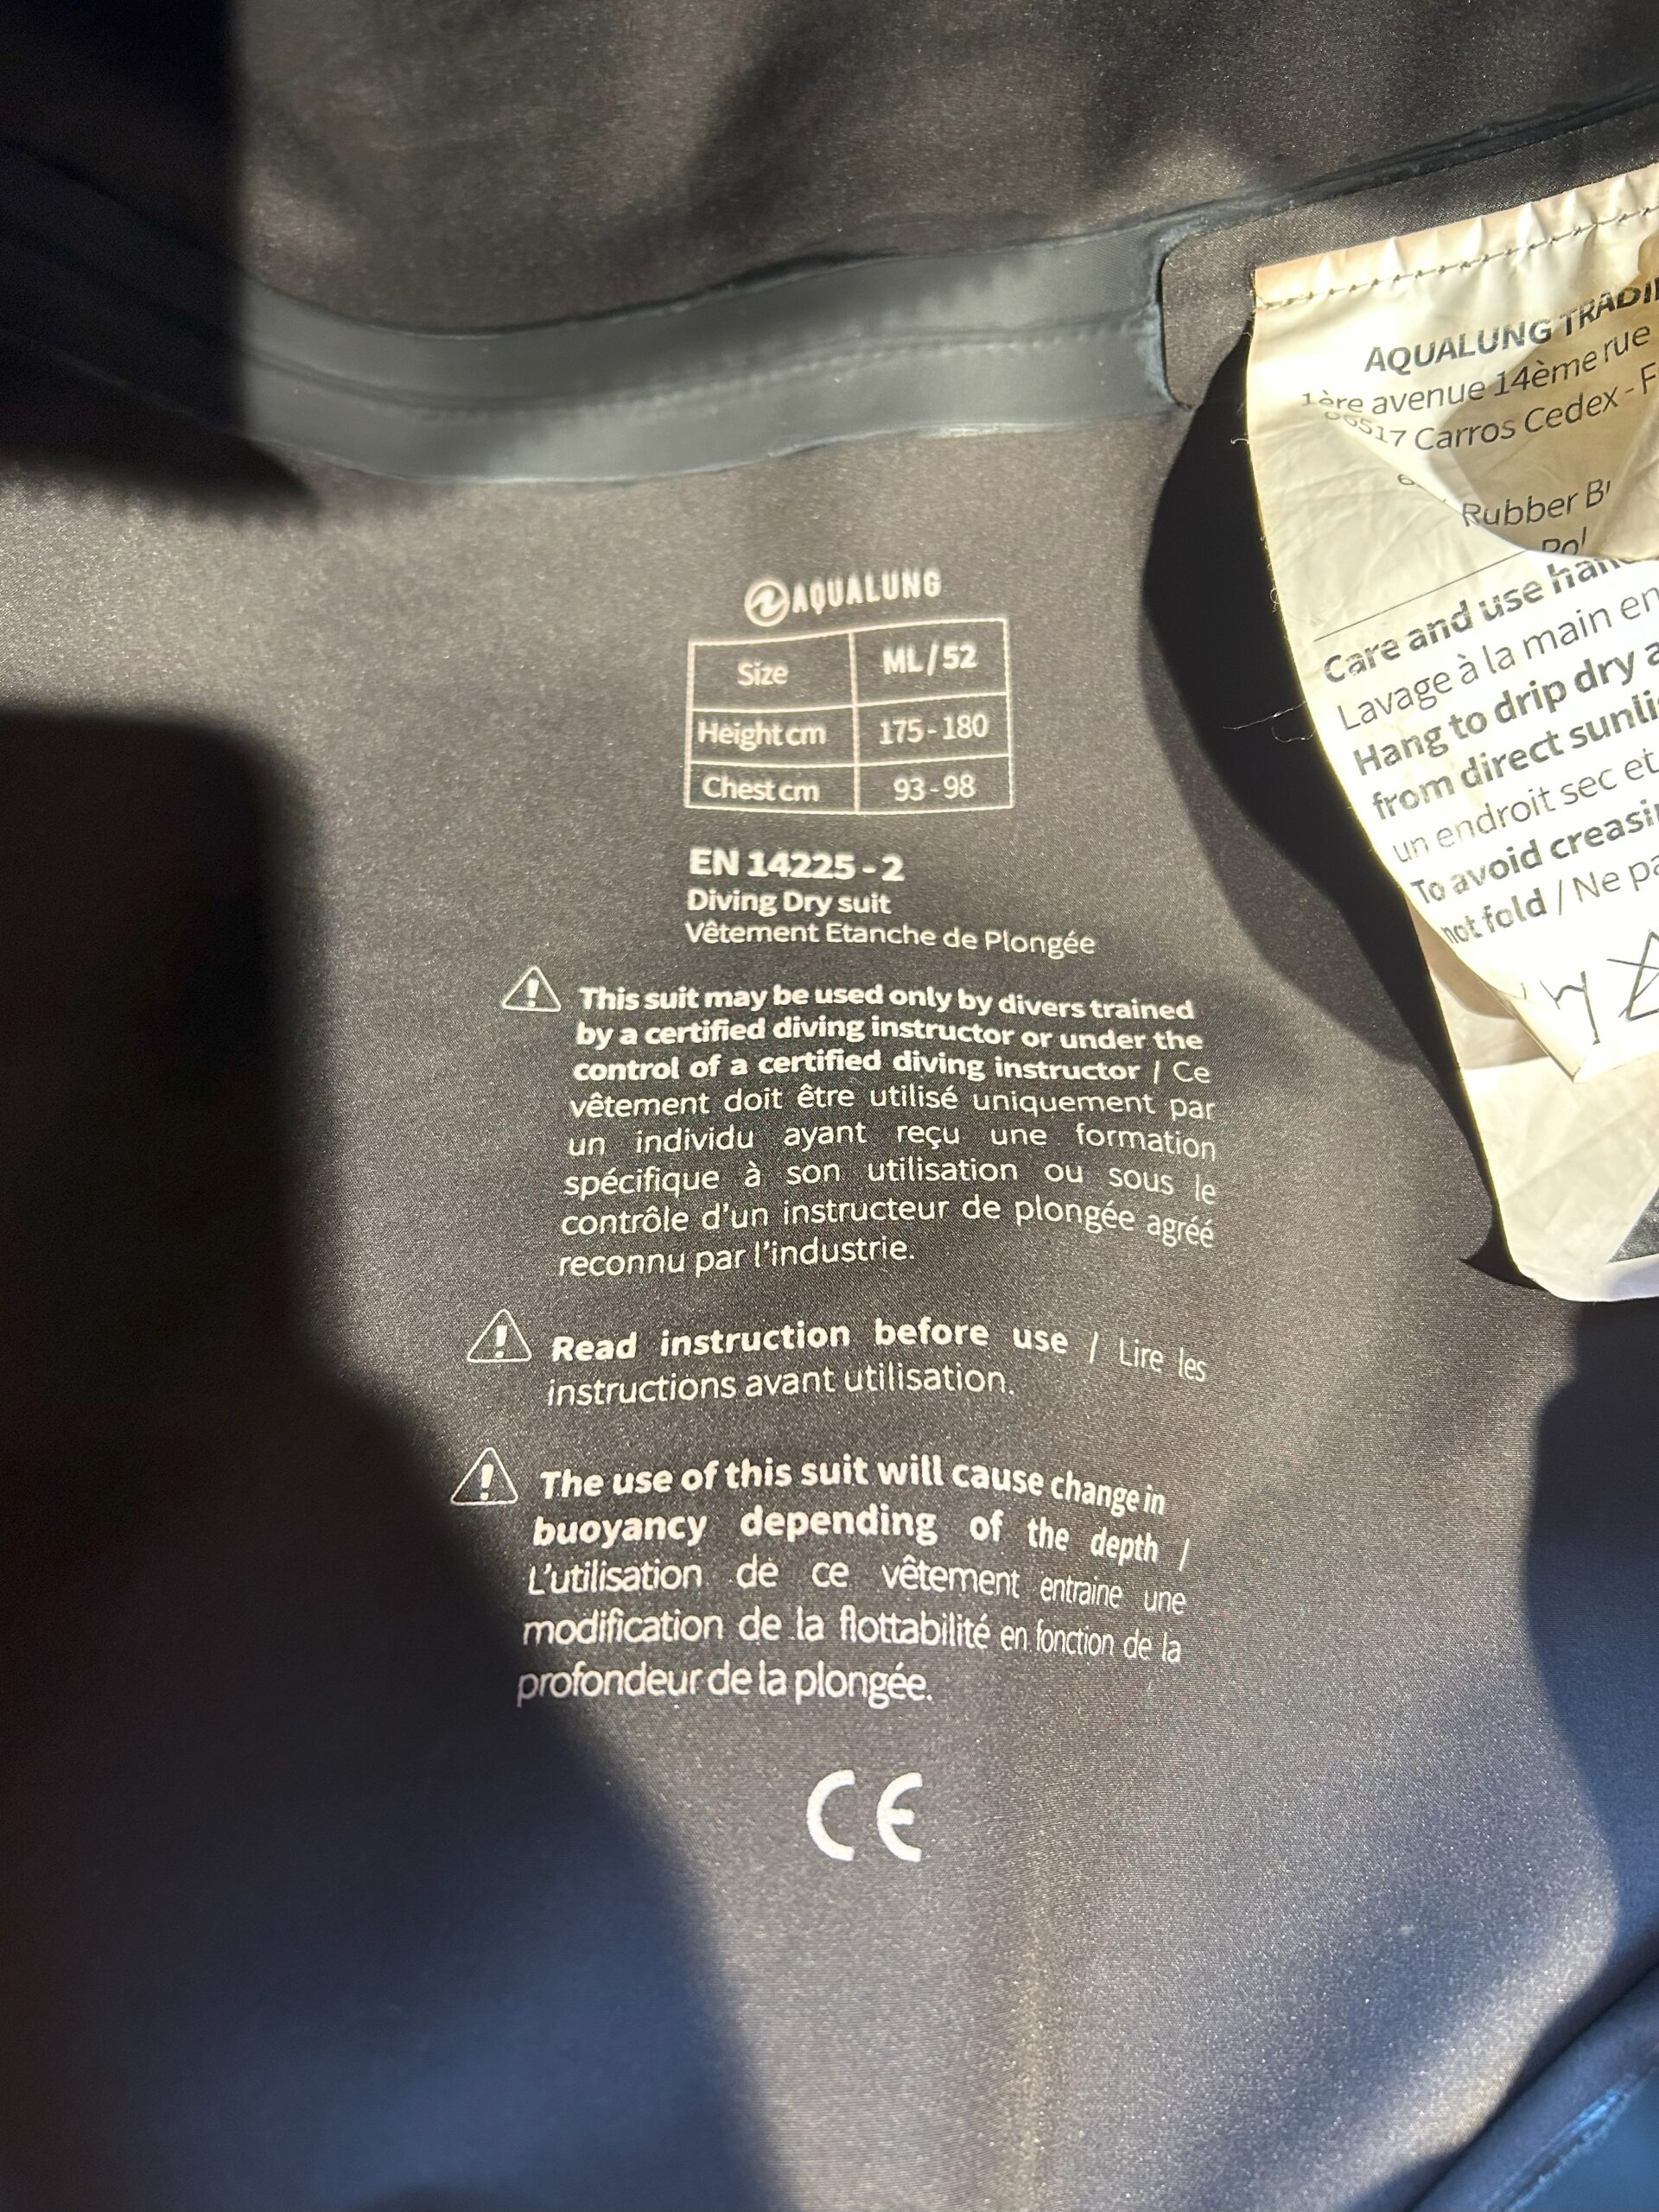 AQUALUNG
Size ML/52
Height cm 175-180
Chest cm 93-98
EN 14225-2
Diving Dry suit
Vêtement Etanche de Plongée
This suit may be used only by divers trained
by a certified diving instructor or under the
control of a certified diving instructor / Ce
vêtement doit être utilisé uniquement par
un individu ayant reçu une formation
spécifique à son utilisation ou sous le
contrôle d'un instructeur de plongée agréé
reconnu par l'industrie.
Read instruction before use / Lire les
instructions avant utilisation.
The use of this suit will cause change in
buoyancy depending of the depth /
L'utilisation de ce vêtement entraine une
modification de la flottabilité en fonction de la
profondeur de la plongée.
CE
AQUALUNG
1ère avenue 14ème rue
Carros Cedex -
Rubber
Care and use
Lavage à la main en
Hang to drip dry
from direct
un endroit sec et
To avoid
not fold / Ne